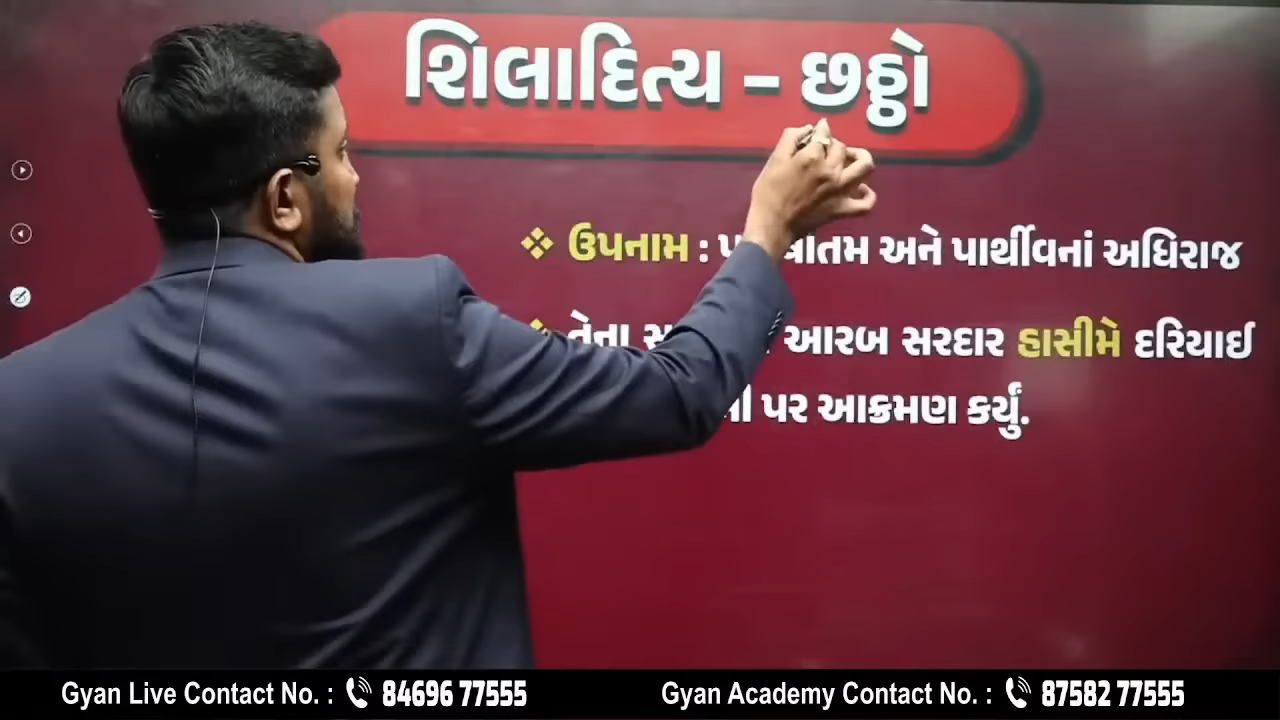 શિલાદિત્ય – છઠ્ઠો
❖ ઉપનામ : અને પાર્થીવનાં અધિરાજ
તેના આરબ સરદાર હાસીમે દરિયાઈ
પર આક્રમણ કર્યું.
Gyan Live Contact No. : 84696 77555
Gyan Academy Contact No. : 87582 77555